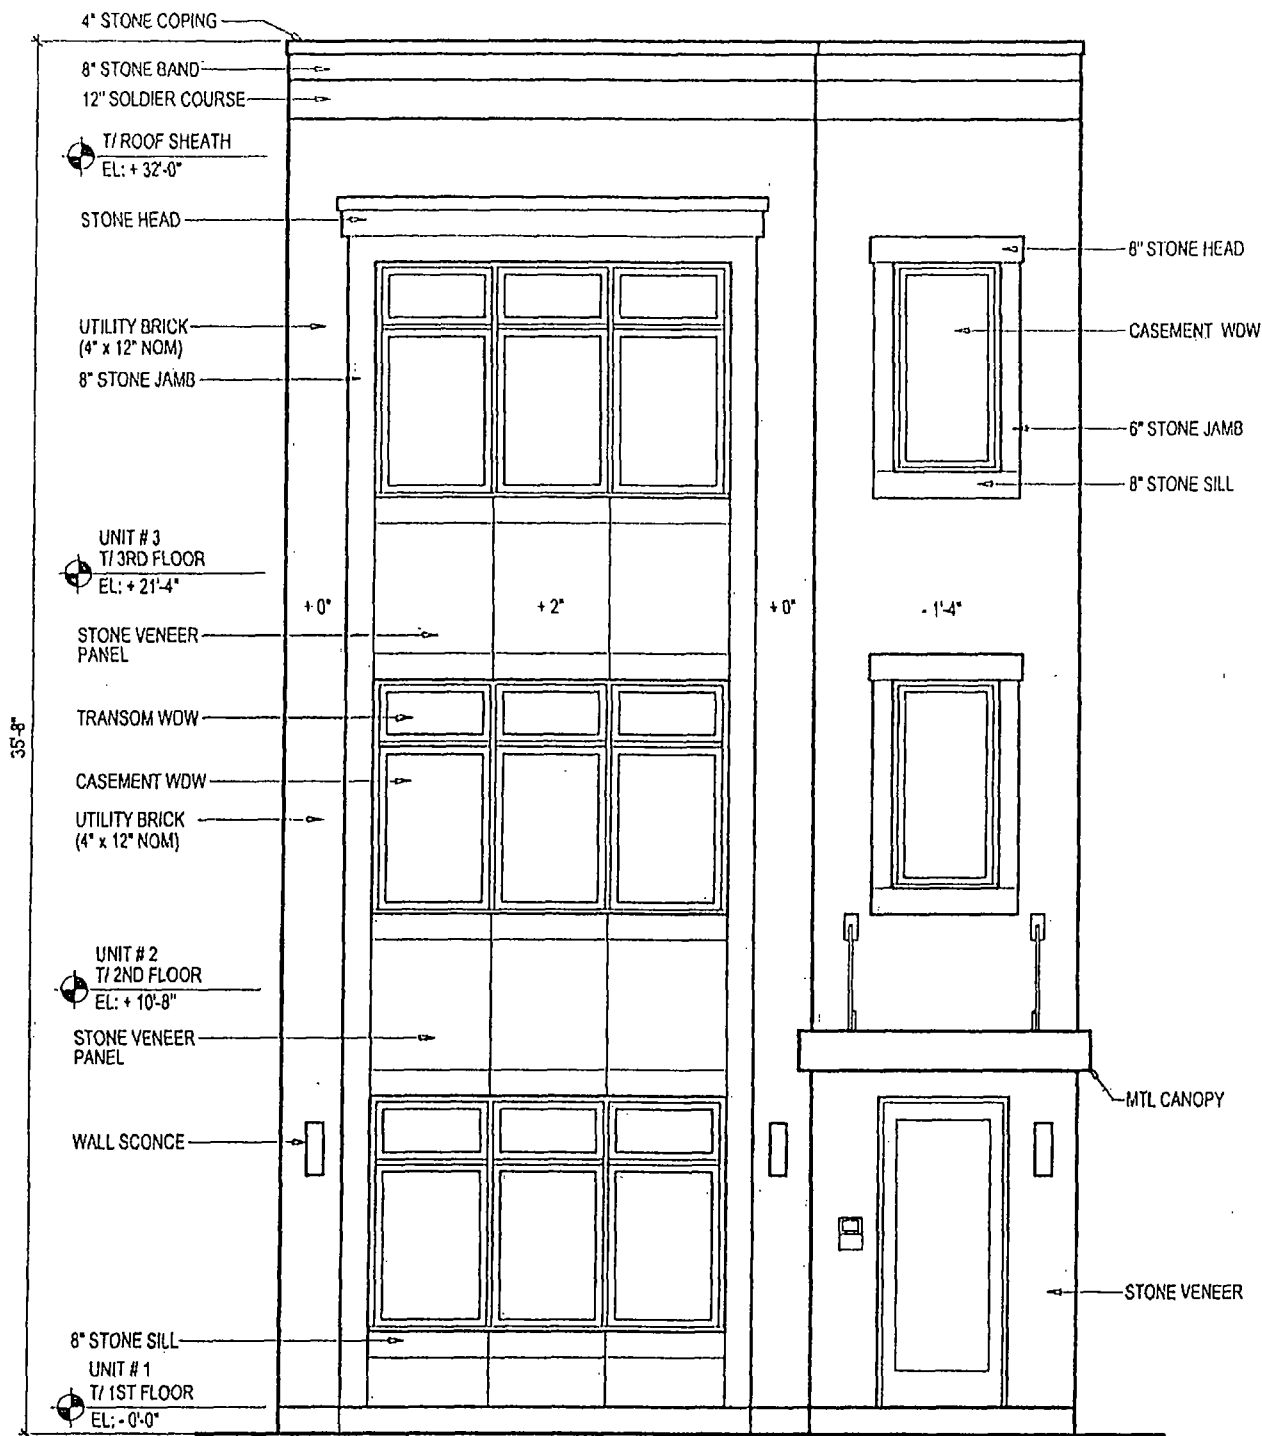 4" STONE COPING
8" STONE BAND
12" SOLDIER COURSE
T/ ROOF SHEATH
EL: + 32'-0"
STONE HEAD
8" STONE HEAD
UTILITY BRICK
(4" x 12" NOM)
CASEMENT WDW
8" STONE JAMB
6" STONE JAMB
8" STONE SILL
UNIT # 3
T/ 3RD FLOOR
EL: + 21'-4"
+ 0"
+ 2"
+ 0"
- 1'-4"
STONE VENEER
PANEL
TRANSOM WDW
35'-8"
CASEMENT WDW
UTILITY BRICK
(4" x 12" NOM)
UNIT # 2
T/ 2ND FLOOR
EL: + 10'-8"
STONE VENEER
PANEL
MTL CANOPY
WALL SCONCE
STONE VENEER
8" STONE SILL
UNIT # 1
T/ 1ST FLOOR
EL: - 0'-0"